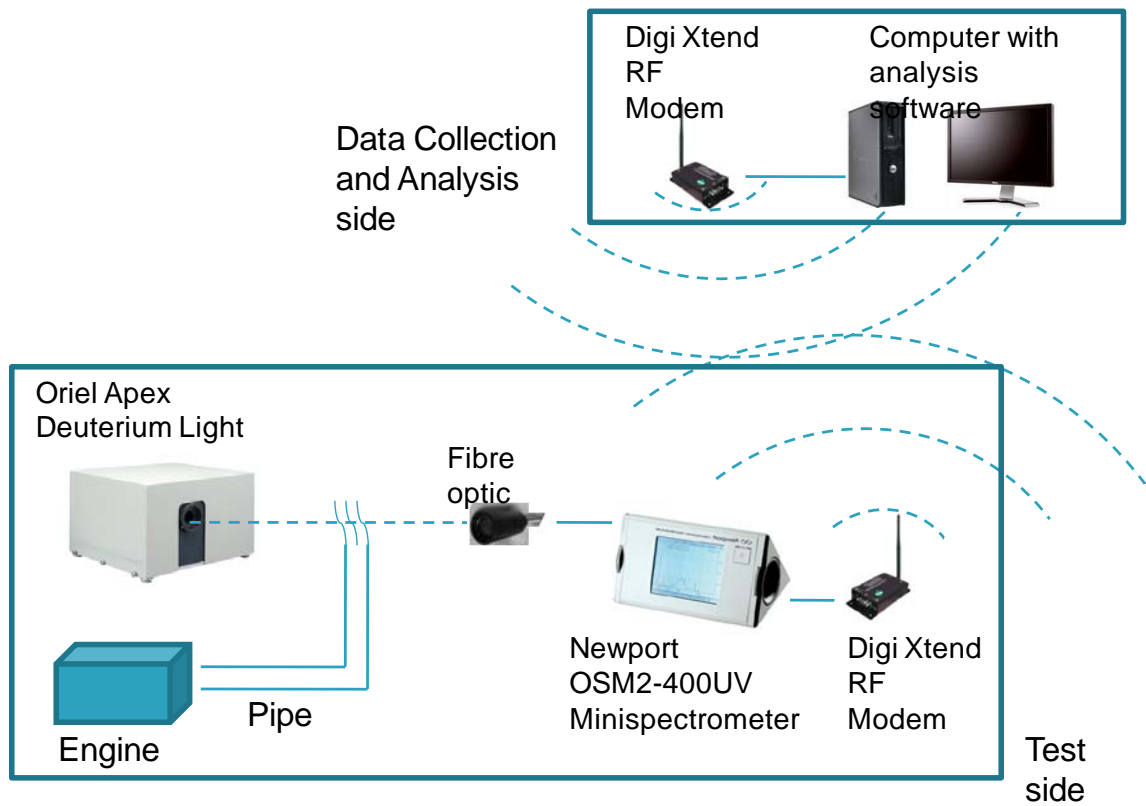 Digi Xtend
RF
Modem
Computer with
analysis
software
Data Collection
and Analysis
side
Oriel Apex
Deuterium Light
Fibre
optic
Newport
OSM2-400UV
Minispectrometer
Digi Xtend
RF
Modem
Pipe
Engine
Test
side